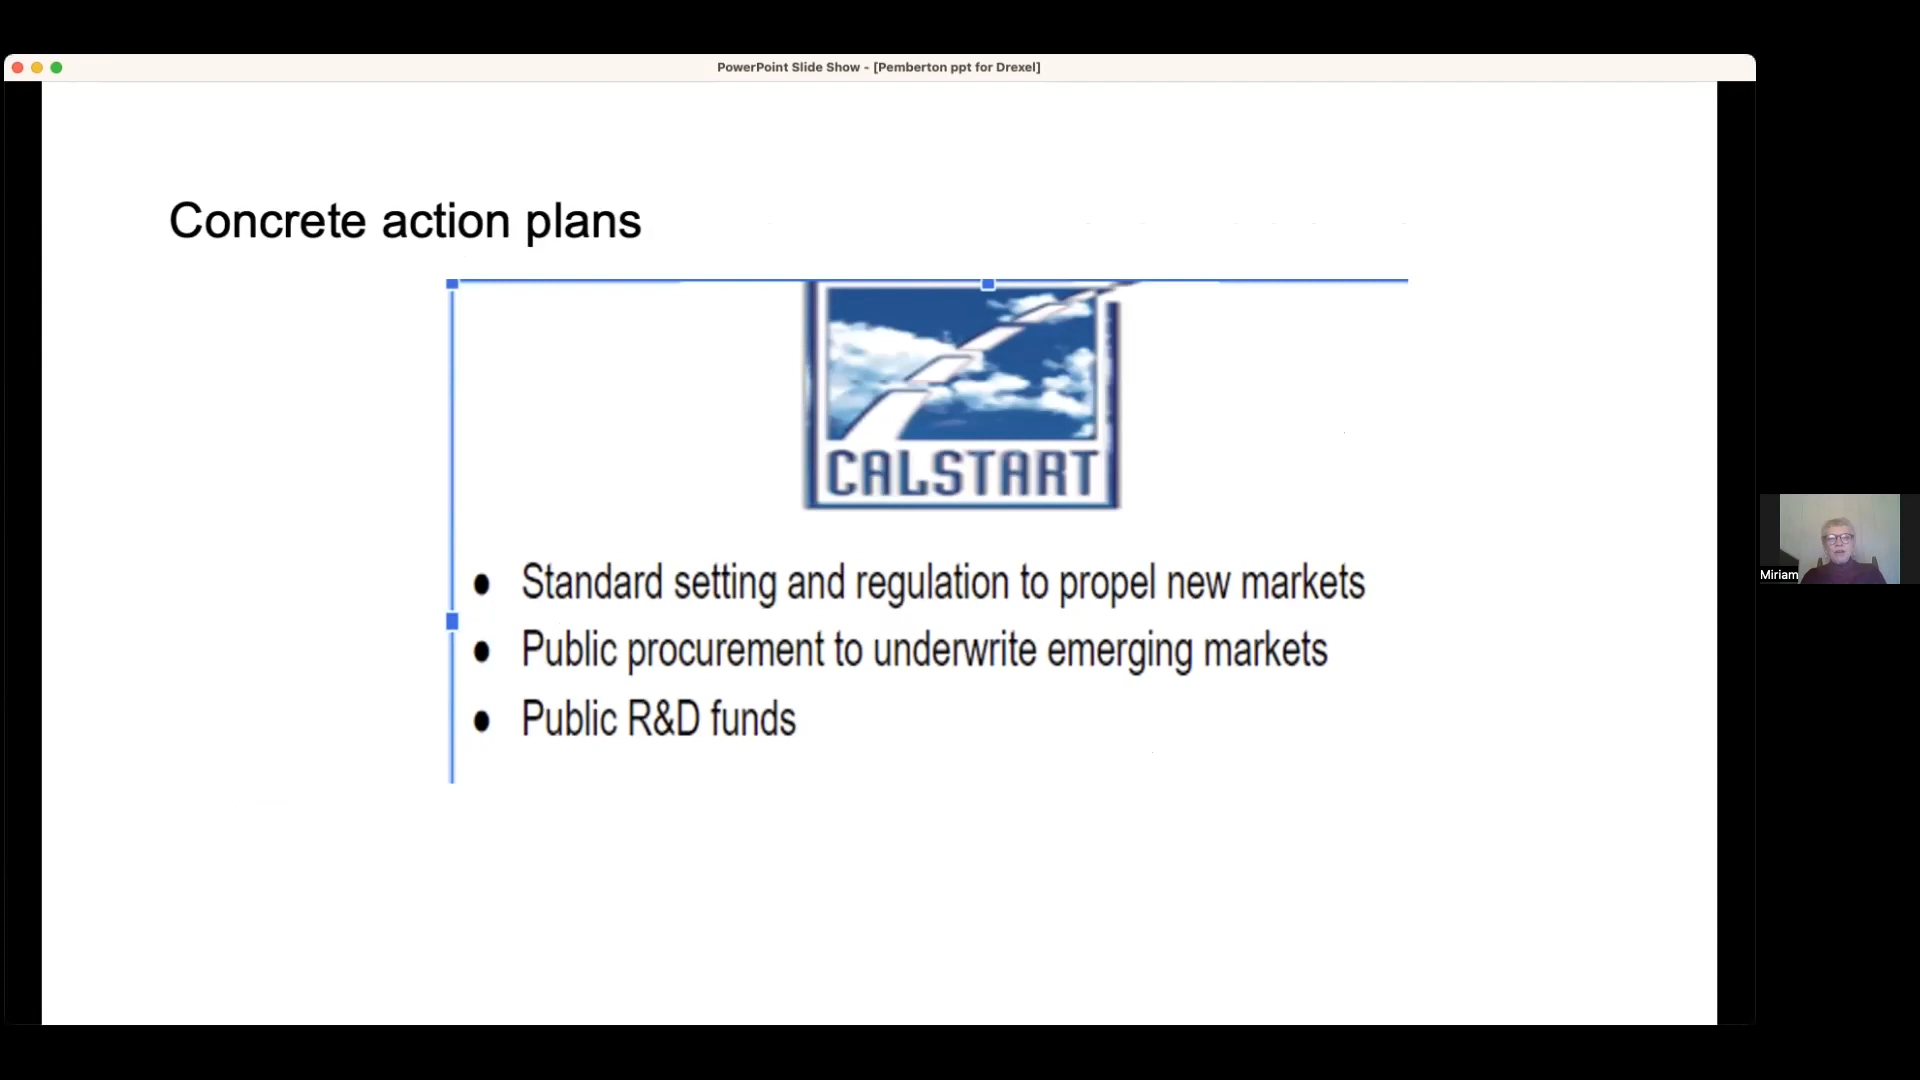 PowerPoint Slide Show - [Pemberton ppt for Drexel]
Concrete action plans
CALSTART
● Standard setting and regulation to propel new markets
● Public procurement to underwrite emerging markets
● Public R&D funds
Miriam